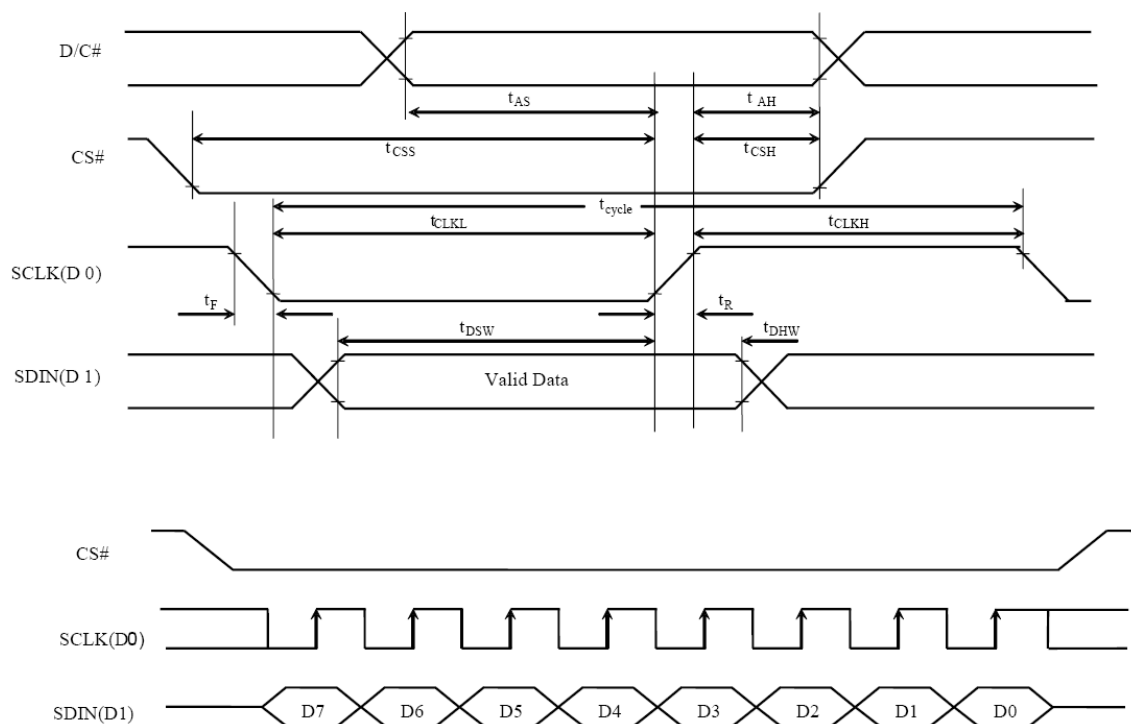 D/C#
tAS
t AH
CS#
tCSS
tCSH
tcycle
tCLKL
tCLKH
SCLK(D 0)
tF
tR
tDSW
tDHW
SDIN(D 1)
Valid Data
CS#
SCLK(D0)
SDIN(D1)
D7 D6 D5 D4 D3 D2 D1 D0